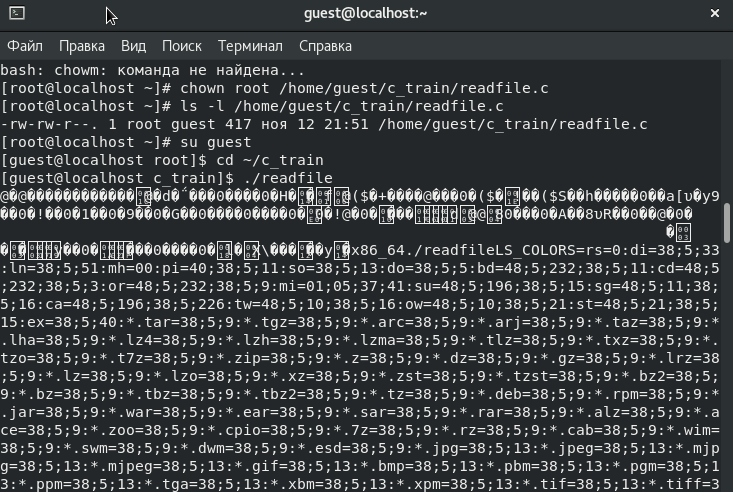 guest@localhost:~
Файл Правка Вид Поиск Терминал Справка
bash: chowm: команда не найдена...
[root@localhost ~]# chown root /home/guest/c_train/readfile.c
[root@localhost ~]# ls -l /home/guest/c_train/readfile.c
-rw-rw-r--. 1 root guest 417 ноя 12 21:51 /home/guest/c_train/readfile.c
[root@localhost ~]# su guest
[guest@localhost root]$ cd ~/c_train
[guest@localhost c_train]$ ./readfile
x86_64./readfileLS_COLORS=rs=0:di=38;5;33
:ln=38;5;51:mh=00:pi=40;38;5;11:so=38;5;13:do=38;5;5:bd=48;5;232;38;5;11:cd=48;5
;232;38;5;3:or=48;5;232;38;5;9:mi=01;05;37;41:su=48;5;196;38;5;15:sg=48;5;11;38;
5;16:ca=48;5;196;38;5;226:tw=48;5;10;38;5;16:ow=48;5;10;38;5;21:st=48;5;21;38;5;
15:ex=38;5;40:*.tar=38;5;9:*.tgz=38;5;9:*.arc=38;5;9:*.arj=38;5;9:*.taz=38;5;9:*
.lha=38;5;9:*.lz4=38;5;9:*.lzh=38;5;9:*.lzma=38;5;9:*.tlz=38;5;9:*.txz=38;5;9:*.
tzo=38;5;9:*.t7z=38;5;9:*.zip=38;5;9:*.z=38;5;9:*.dz=38;5;9:*.gz=38;5;9:*.lrz=38
;5;9:*.lz=38;5;9:*.lzo=38;5;9:*.xz=38;5;9:*.zst=38;5;9:*.tzst=38;5;9:*.bz2=38;5;
9:*.bz=38;5;9:*.tbz=38;5;9:*.tbz2=38;5;9:*.tz=38;5;9:*.deb=38;5;9:*.rpm=38;5;9:*
.jar=38;5;9:*.war=38;5;9:*.ear=38;5;9:*.sar=38;5;9:*.rar=38;5;9:*.alz=38;5;9:*.a
ce=38;5;9:*.zoo=38;5;9:*.cpio=38;5;9:*.7z=38;5;9:*.rz=38;5;9:*.cab=38;5;9:*.wim=
38;5;9:*.swm=38;5;9:*.dwm=38;5;9:*.esd=38;5;9:*.jpg=38;5;13:*.jpeg=38;5;13:*.mjp
g=38;5;13:*.mjpeg=38;5;13:*.gif=38;5;13:*.bmp=38;5;13:*.pbm=38;5;13:*.pgm=38;5;1
3:*.ppm=38;5;13:*.tga=38;5;13:*.xbm=38;5;13:*.xpm=38;5;13:*.tif=38;5;13:*.tiff=3